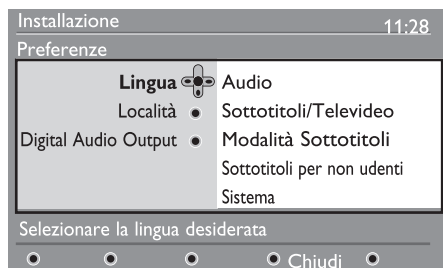 Installazione 11:28
Preferenze
Lingua Audio
Località Sottotitoli/Televideo
Digital Audio Output Modalità Sottotitoli
Sottotitoli per non udenti
Sistema
Selezionare la lingua desiderata
Chiudi